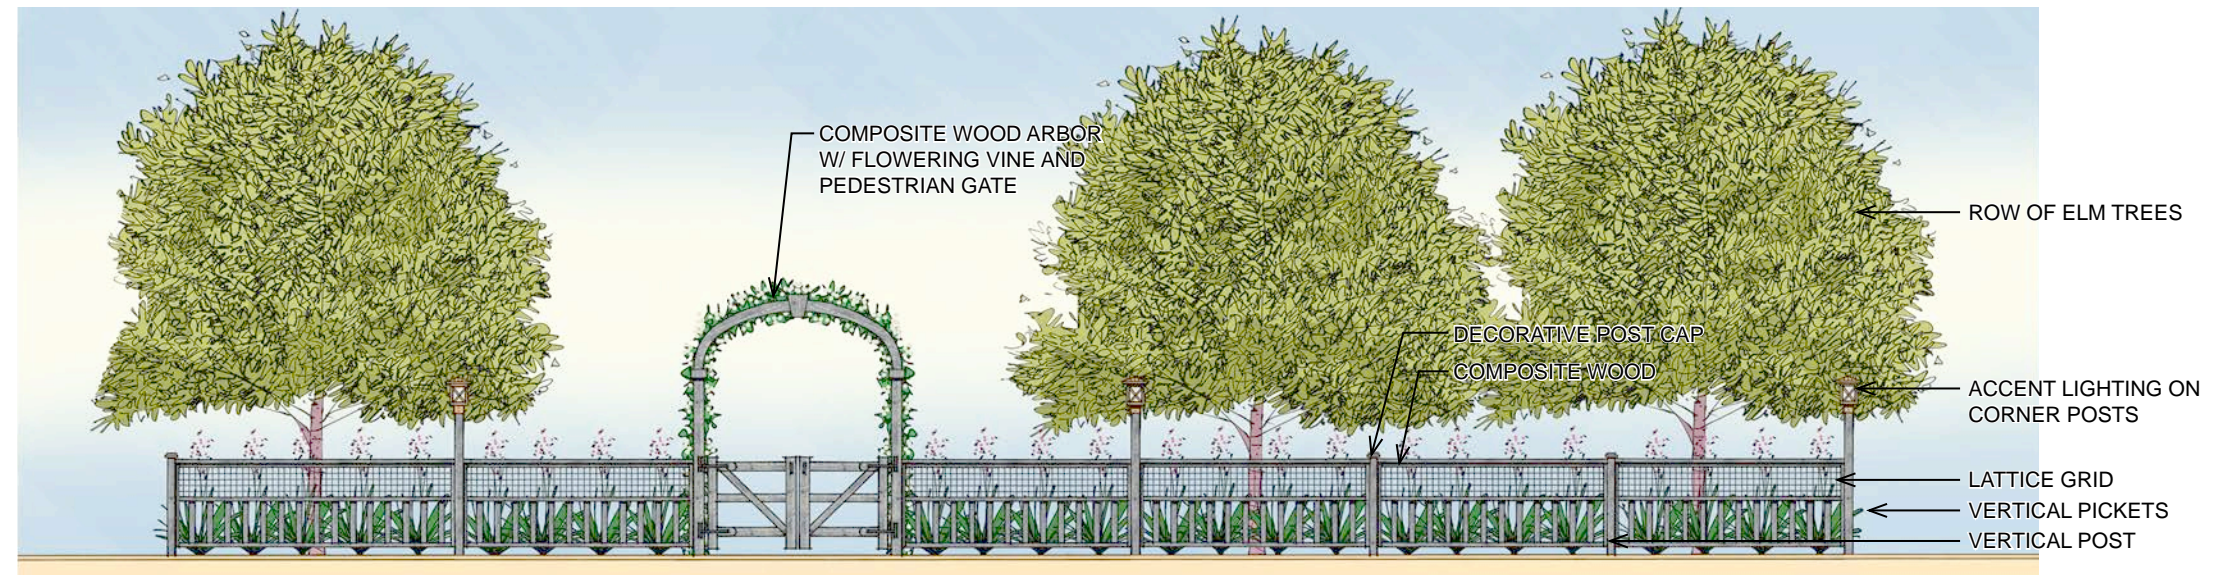 COMPOSITE WOOD ARBOR
W/ FLOWERING VINE AND
PEDESTRIAN GATE
ROW OF ELM TREES
DECORATIVE POST CAP
COMPOSITE WOOD
ACCENT LIGHTING ON
CORNER POSTS
LATTICE GRID
VERTICAL PICKETS
VERTICAL POST